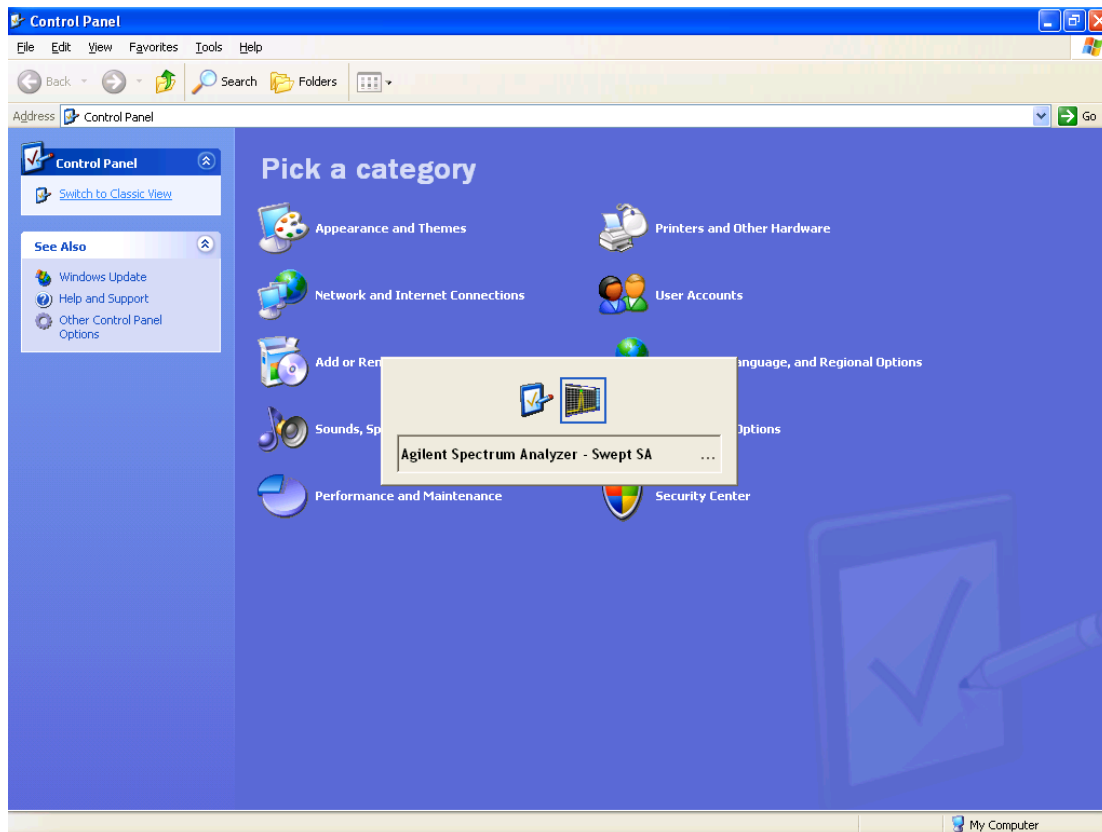 Control Panel
File Edit View Favorites Tools Help
Back Search Folders
Address Control Panel Go
Control Panel
Switch to Classic View
See Also
Windows Update
Help and Support
Other Control Panel
Options
Pick a category
Appearance and Themes
Printers and Other Hardware
Network and Internet Connections
User Accounts
Add or Rem
anguage, and Regional Options
Sounds, Sp
Options
Agilent Spectrum Analyzer - Swept SA ...
Performance and Maintenance
Security Center
My Computer